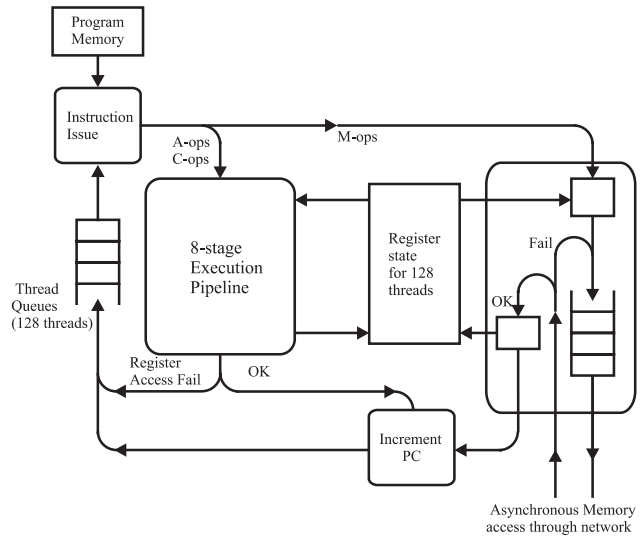 Program
Memory
Instruction
Issue
A-ops
C-ops
M-ops
8-stage
Execution
Pipeline
Register
state
for 128
threads
Fail
OK
Thread
Queues
(128 threads)
Register
Access Fail
OK
Increment
PC
Asynchronous Memory
access through network